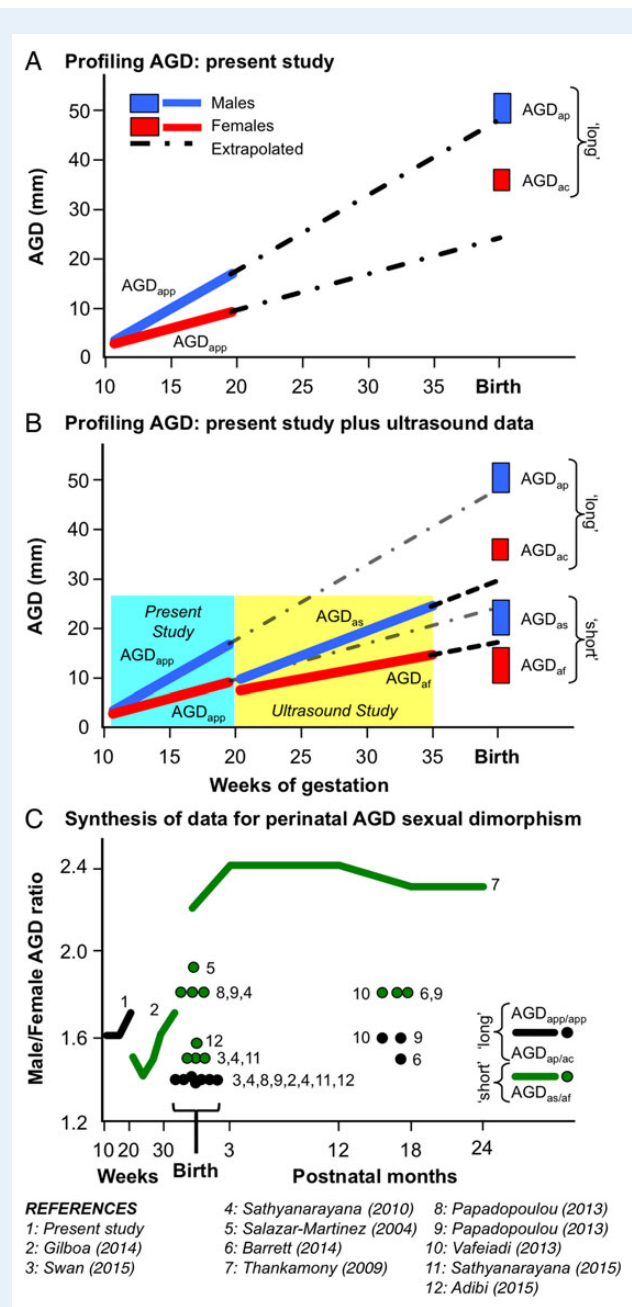 A Profiling AGD: present study
AGD (mm)
50
40
30
20
10
0
Males
Females
Extrapolated
AGDapp
AGDapp
AGDap
AGDac
'long'
10 15 20 25 30 35 Birth
B Profiling AGD: present study plus ultrasound data
AGD (mm)
50
40
30
20
10
0
Present
Study
AGDapp
AGDapp
AGDas
AGDaf
Ultrasound Study
AGDap
AGDac
'long'
AGDas
AGDaf
'short'
10 15 20 25 30 35 Birth
Weeks of gestation
C Synthesis of data for perinatal AGD sexual dimorphism
Male/Female AGD ratio
2.4
2.0
1.6
1.2
7
5
8,9,4
1
2
12
3,4,11
3,4,8,9,2,4,11,12
10 6,9
10 9
6
'long'
AGDapp/app
AGDap/ac
'short'
AGDas/af
10 20 30 3 12 18 24
Weeks Birth Postnatal months
REFERENCES
1: Present study
2: Gilboa (2014)
3: Swan (2015)
4: Sathyanarayana (2010)
5: Salazar-Martinez (2004)
6: Barrett (2014)
7: Thankamony (2009)
8: Papadopoulou (2013)
9: Papadopoulou (2013)
10: Vafeiadi (2013)
11: Sathyanarayana (2015)
12: Adibi (2015)